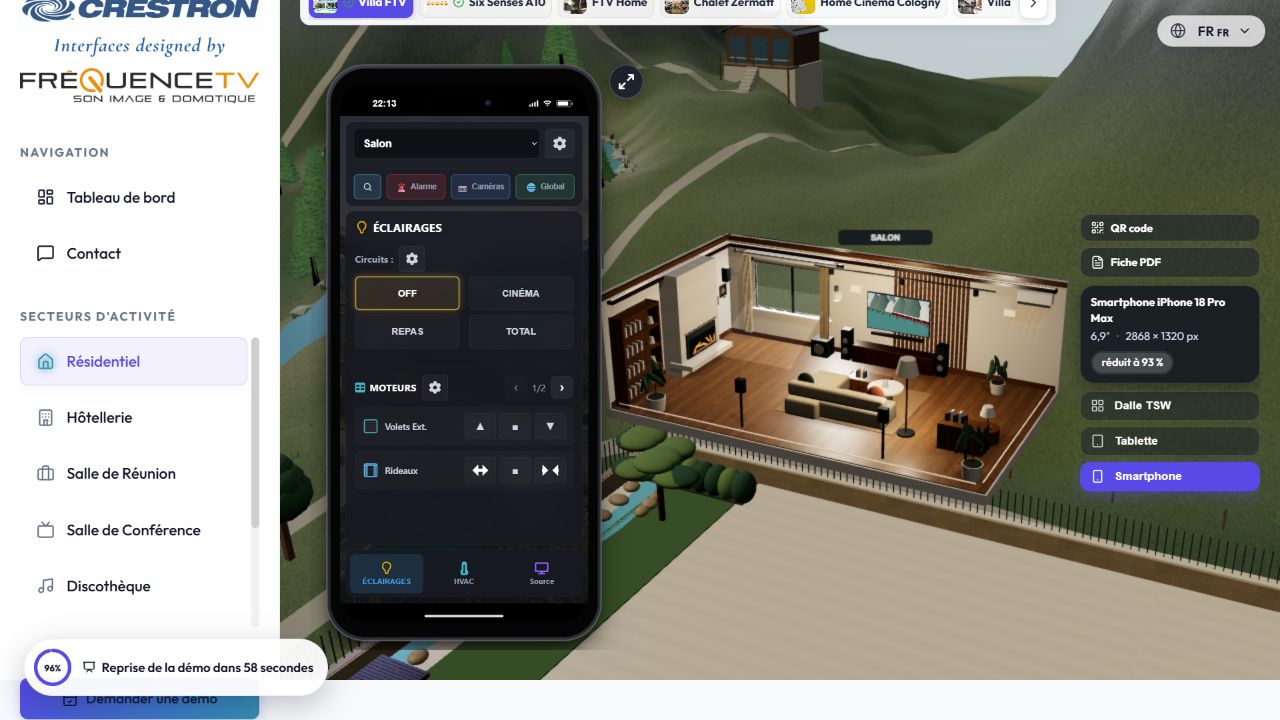 CRESTRON
Interfaces designed by
FRÉQUENCETV
SON IMAGE & DOMOTIQUE
NAVIGATION
Tableau de bord
Contact
SECTEURS D'ACTIVITÉ
Résidentiel
Hôtellerie
Salle de Réunion
Salle de Conférence
Discothèque
96%
Reprise de la démo dans 58 secondes
Demander une démo
Villa FTV
Six Senses A10
FTV Home
Chalet Zermatt
Home Cinema Cologny
Villa
FR FR
22:13
Salon
Alarme
Caméras
Global
ÉCLAIRAGES
Circuits :
OFF
CINÉMA
REPAS
TOTAL
MOTEURS
1/2
Volets Ext.
Rideaux
ÉCLAIRAGES
HVAC
Source
SALON
QR code
Fiche PDF
Smartphone iPhone 18 Pro
Max
6,9" · 2868 × 1320 px
réduit à 93 %
Dalle TSW
Tablette
Smartphone